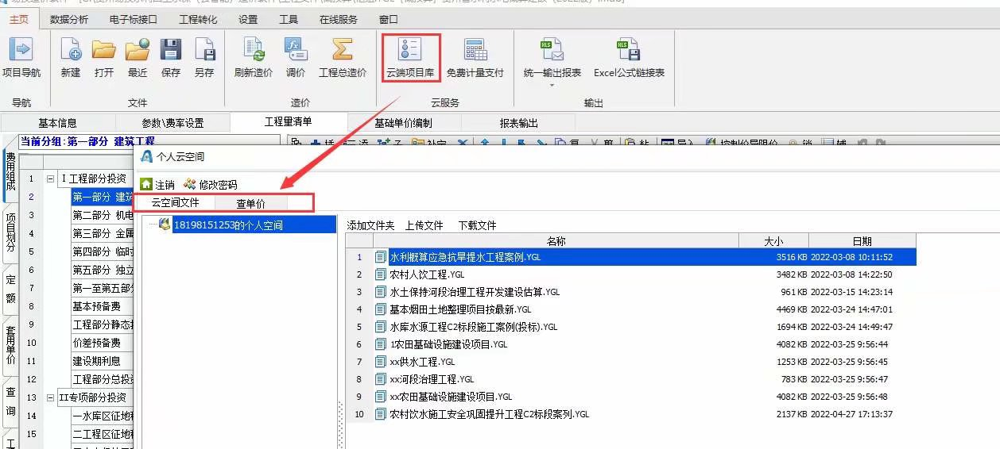 主页 数据分析 电子标接口 工程转化 设置 工具 在线服务 窗口
项目导航 新建 打开 最近 保存 另存 刷新造价 调价 工程总造价 云端项目库 免费计量支付 统一输出报表 Excel公式链接表
导航 文件 造价 云服务 输出
基本信息 参数\费率设置 工程量清单 基础单价编制 报表输出
当前分组:第一部分 建筑工程
费用组成
项目划分
定额
套用单价
查询
1 I工程部分投资
2 第一部分 建筑
3 第二部分 机电
4 第三部分 金属
5 第四部分 临时
6 第五部分 独立
7 第一至第五部分
8 基本预备费
9 工程部分静态
10 价差预备费
11 建设期利息
12 工程部分总投
13 II专项部分投资
14 一水库区征地
15 二工程区征地
个人云空间
注销 修改密码
云空间文件 查单价
18198151253的个人空间
添加文件夹 上传文件 下载文件
名称 大小 日期
1 水利概算应急抗旱提水工程案例.YGL 3516 KB 2022-03-08 10:11:52
2 农村人饮工程.YGL 3482 KB 2022-03-08 14:22:50
3 水土保持河段治理工程开发建设估算.YGL 961 KB 2022-03-15 14:23:14
4 基本烟田土地整理项目按最新.YGL 4469 KB 2022-03-24 14:47:01
5 水库水源工程C2标段施工案例(投标).YGL 1694 KB 2022-03-24 14:49:47
6 1农田基础设施建设项目.YGL 4082 KB 2022-03-25 9:56:44
7 xx供水工程.YGL 1253 KB 2022-03-25 9:56:45
8 xx河段治理工程.YGL 783 KB 2022-03-25 9:56:47
9 xx农田基础设施建设项目.YGL 4082 KB 2022-03-25 9:56:48
10 农村饮水施工安全巩固提升工程C2标段案列.YGL 2137 KB 2022-04-27 17:13:37